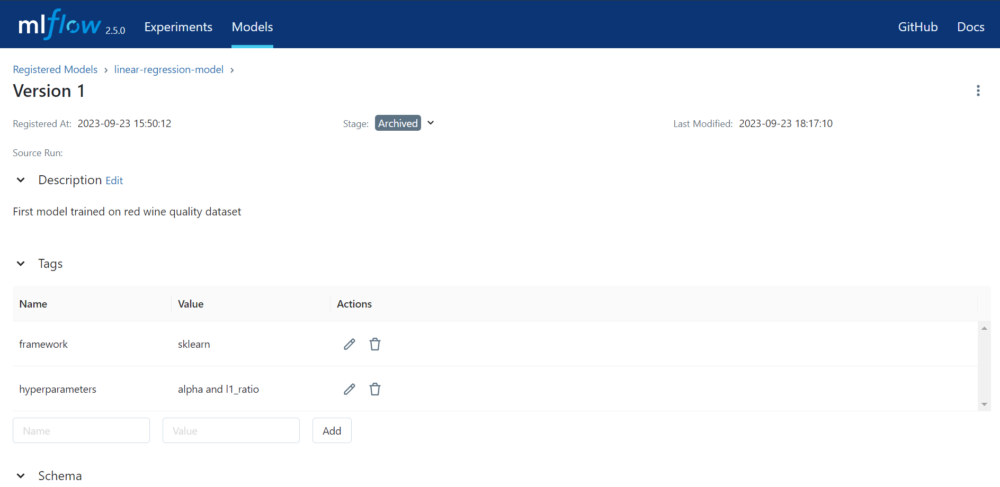 mlflow 2.5.0 Experiments Models GitHub Docs
Registered Models › linear-regression-model ›
Version 1
Registered At: 2023-09-23 15:50:12 Stage: Archived Last Modified: 2023-09-23 18:17:10
Source Run:
Description Edit
First model trained on red wine quality dataset
Tags
Name Value Actions
framework sklearn
hyperparameters alpha and l1_ratio
Name Value Add
Schema